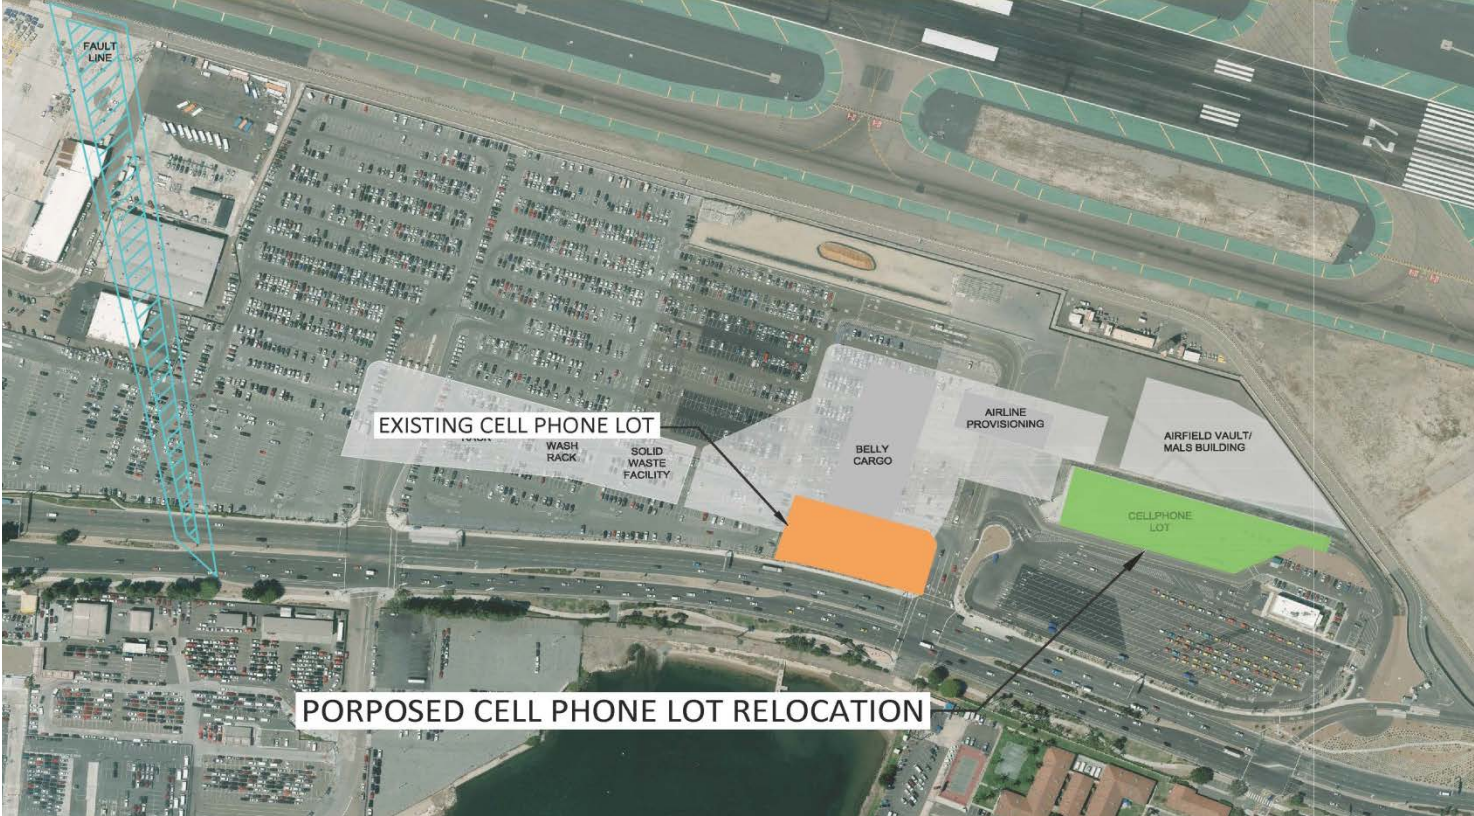 FAULT
LINE
27
EXISTING CELL PHONE LOT
WASH
RACK
SOLID
WASTE
FACILITY
BELLY
CARGO
AIRLINE
PROVISIONING
AIRFIELD VAULT/
MALS BUILDING
CELLPHONE
LOT
PORPOSED CELL PHONE LOT RELOCATION